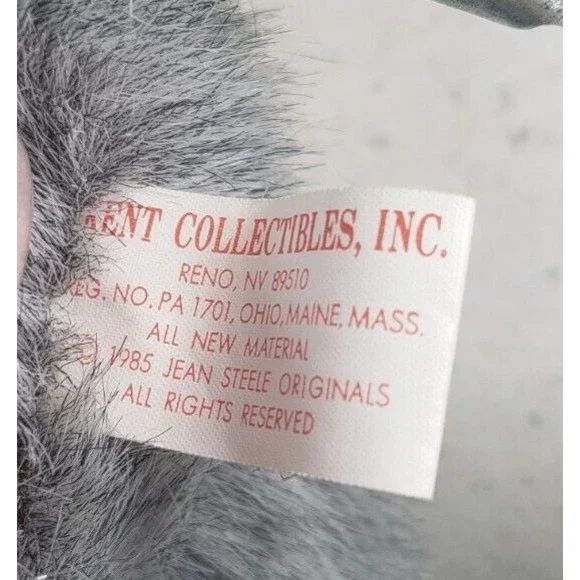 KENT COLLECTIBLES, INC.
RENO, NV 89510
REG. NO. PA 1701, OHIO, MAINE, MASS.
ALL NEW MATERIAL
© 1985 JEAN STEELE ORIGINALS
ALL RIGHTS RESERVED